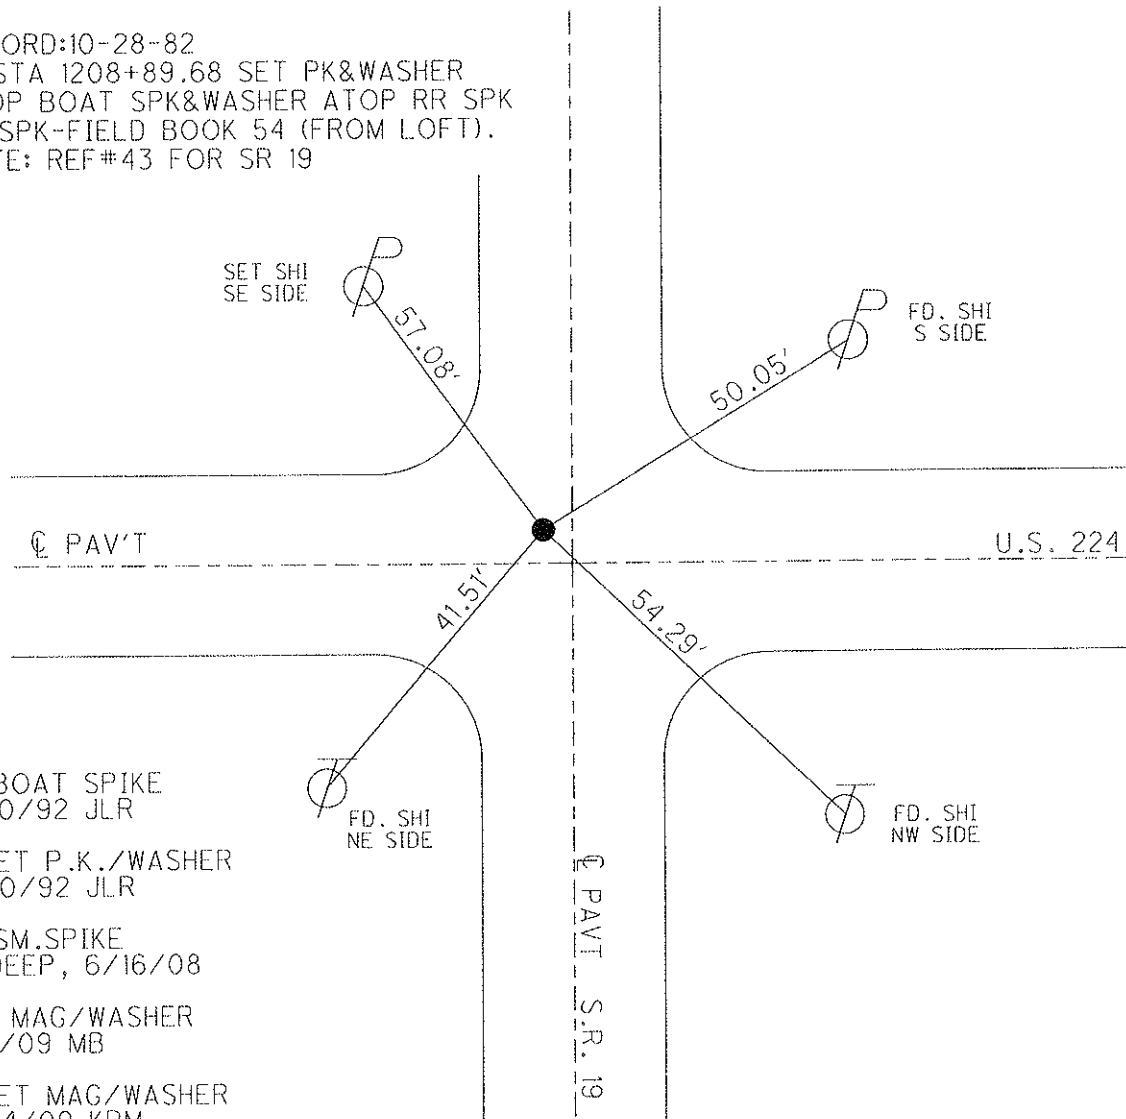 ORD:10-28-82
STA 1208+89.68 SET PK&WASHER
OP BOAT SPK&WASHER ATOP RR SPK
SPK-FIELD BOOK 54 (FROM LOFT).
TE: REF#43 FOR SR 19
SET SHI
SE SIDE
57.08'
50.05'
FD. SHI
S SIDE
℄ PAV'T
U.S. 224
41.51'
54.29'
FD. SHI
NE SIDE
FD. SHI
NW SIDE
℄ PAVT S.R. 19
BOAT SPIKE
0/92 JLR
ET P.K./WASHER
0/92 JLR
SM.SPIKE
DEEP, 6/16/08
MAG/WASHER
/09 MB
ET MAG/WASHER